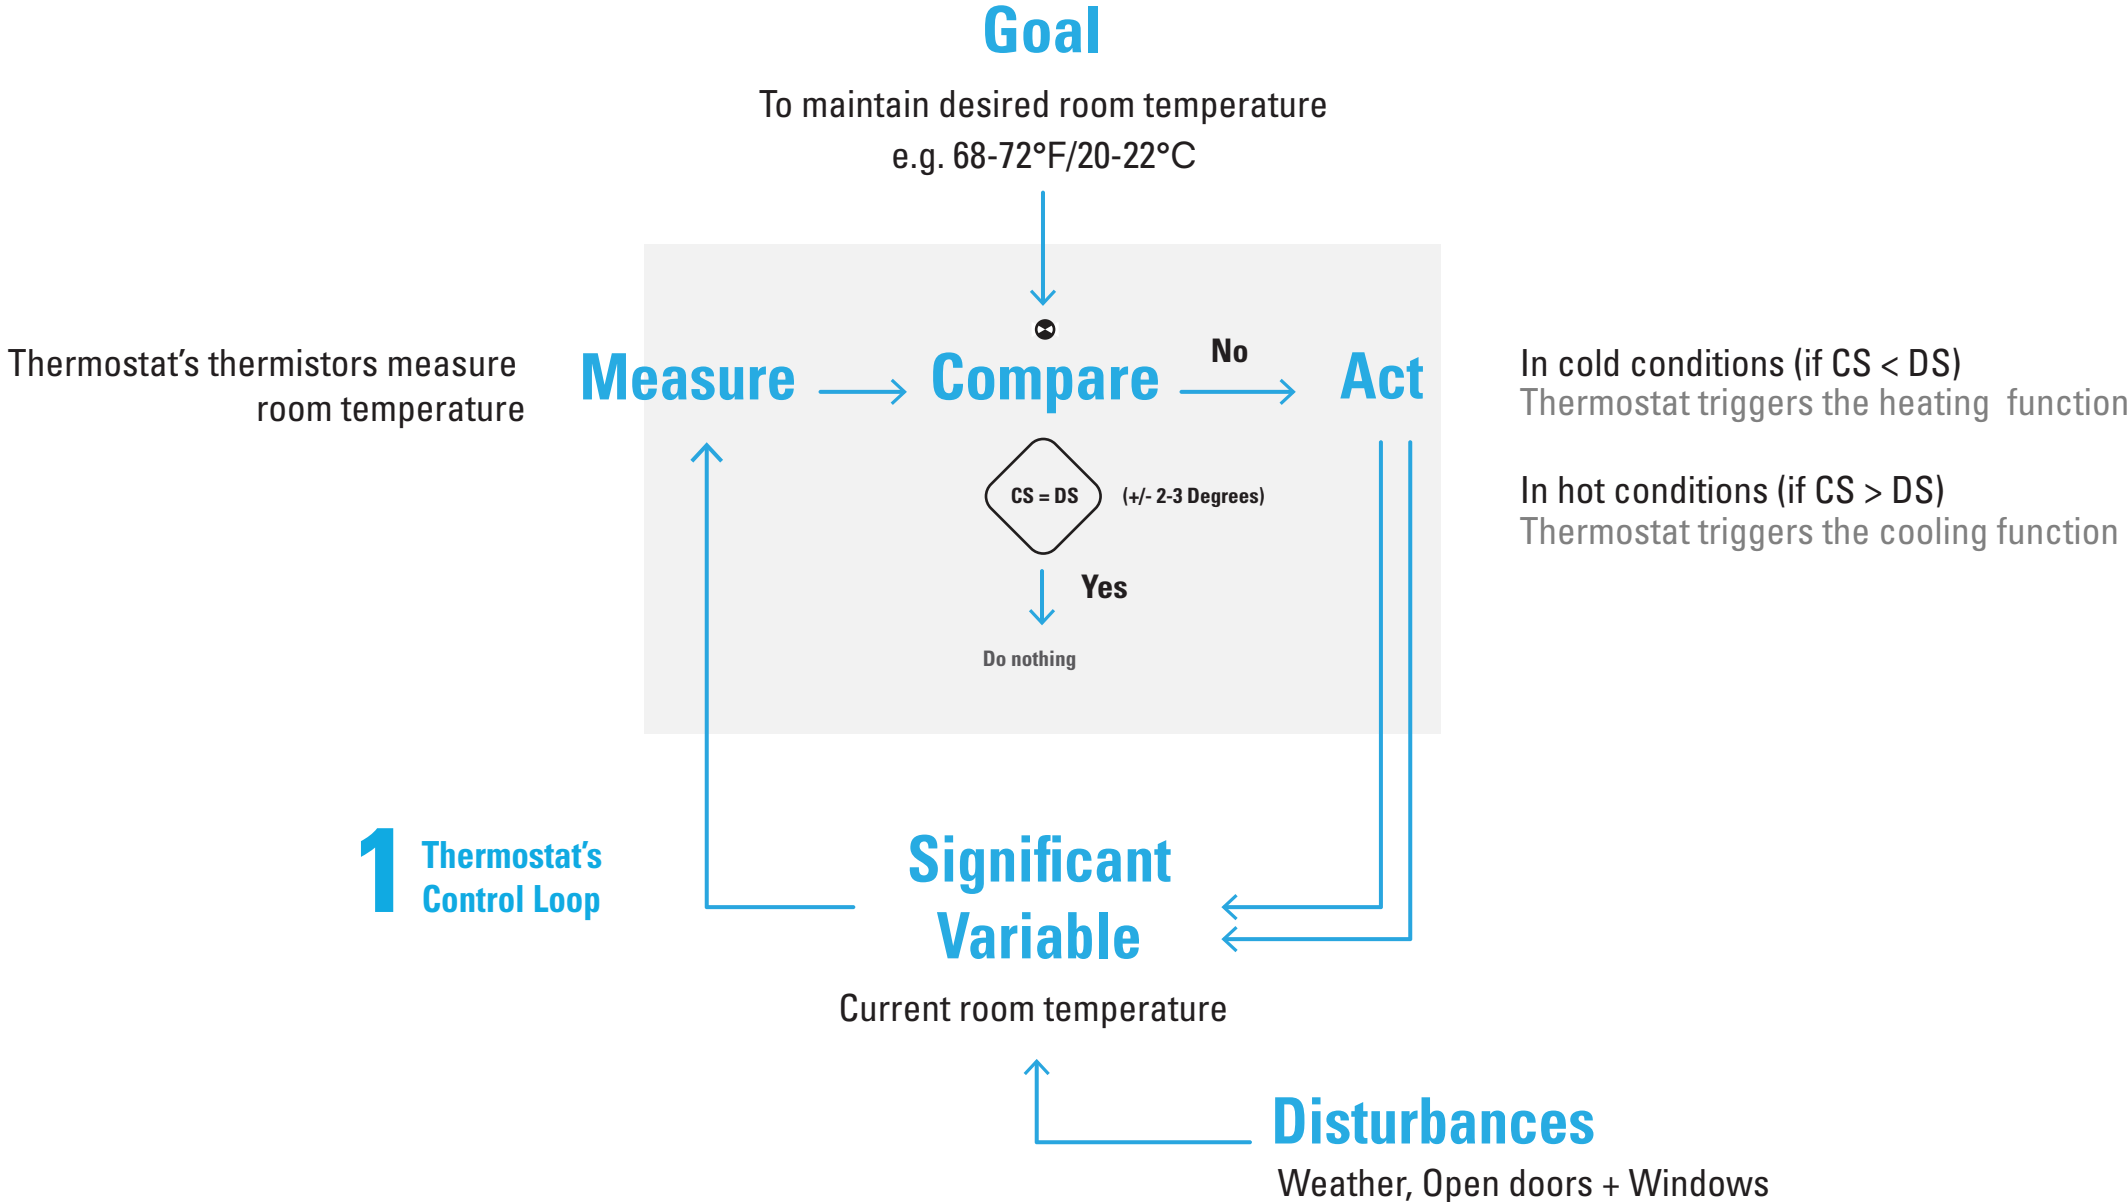 Goal
To maintain desired room temperature
e.g. 68-72°F/20-22°C
Thermostat's thermistors measure
room temperature
Measure
Compare
No
Act
In cold conditions (if CS < DS)
Thermostat triggers the heating function
In hot conditions (if CS > DS)
Thermostat triggers the cooling function
CS = DS
(+/- 2-3 Degrees)
Yes
Do nothing
1
Thermostat's
Control Loop
Significant
Variable
Current room temperature
Disturbances
Weather, Open doors + Windows